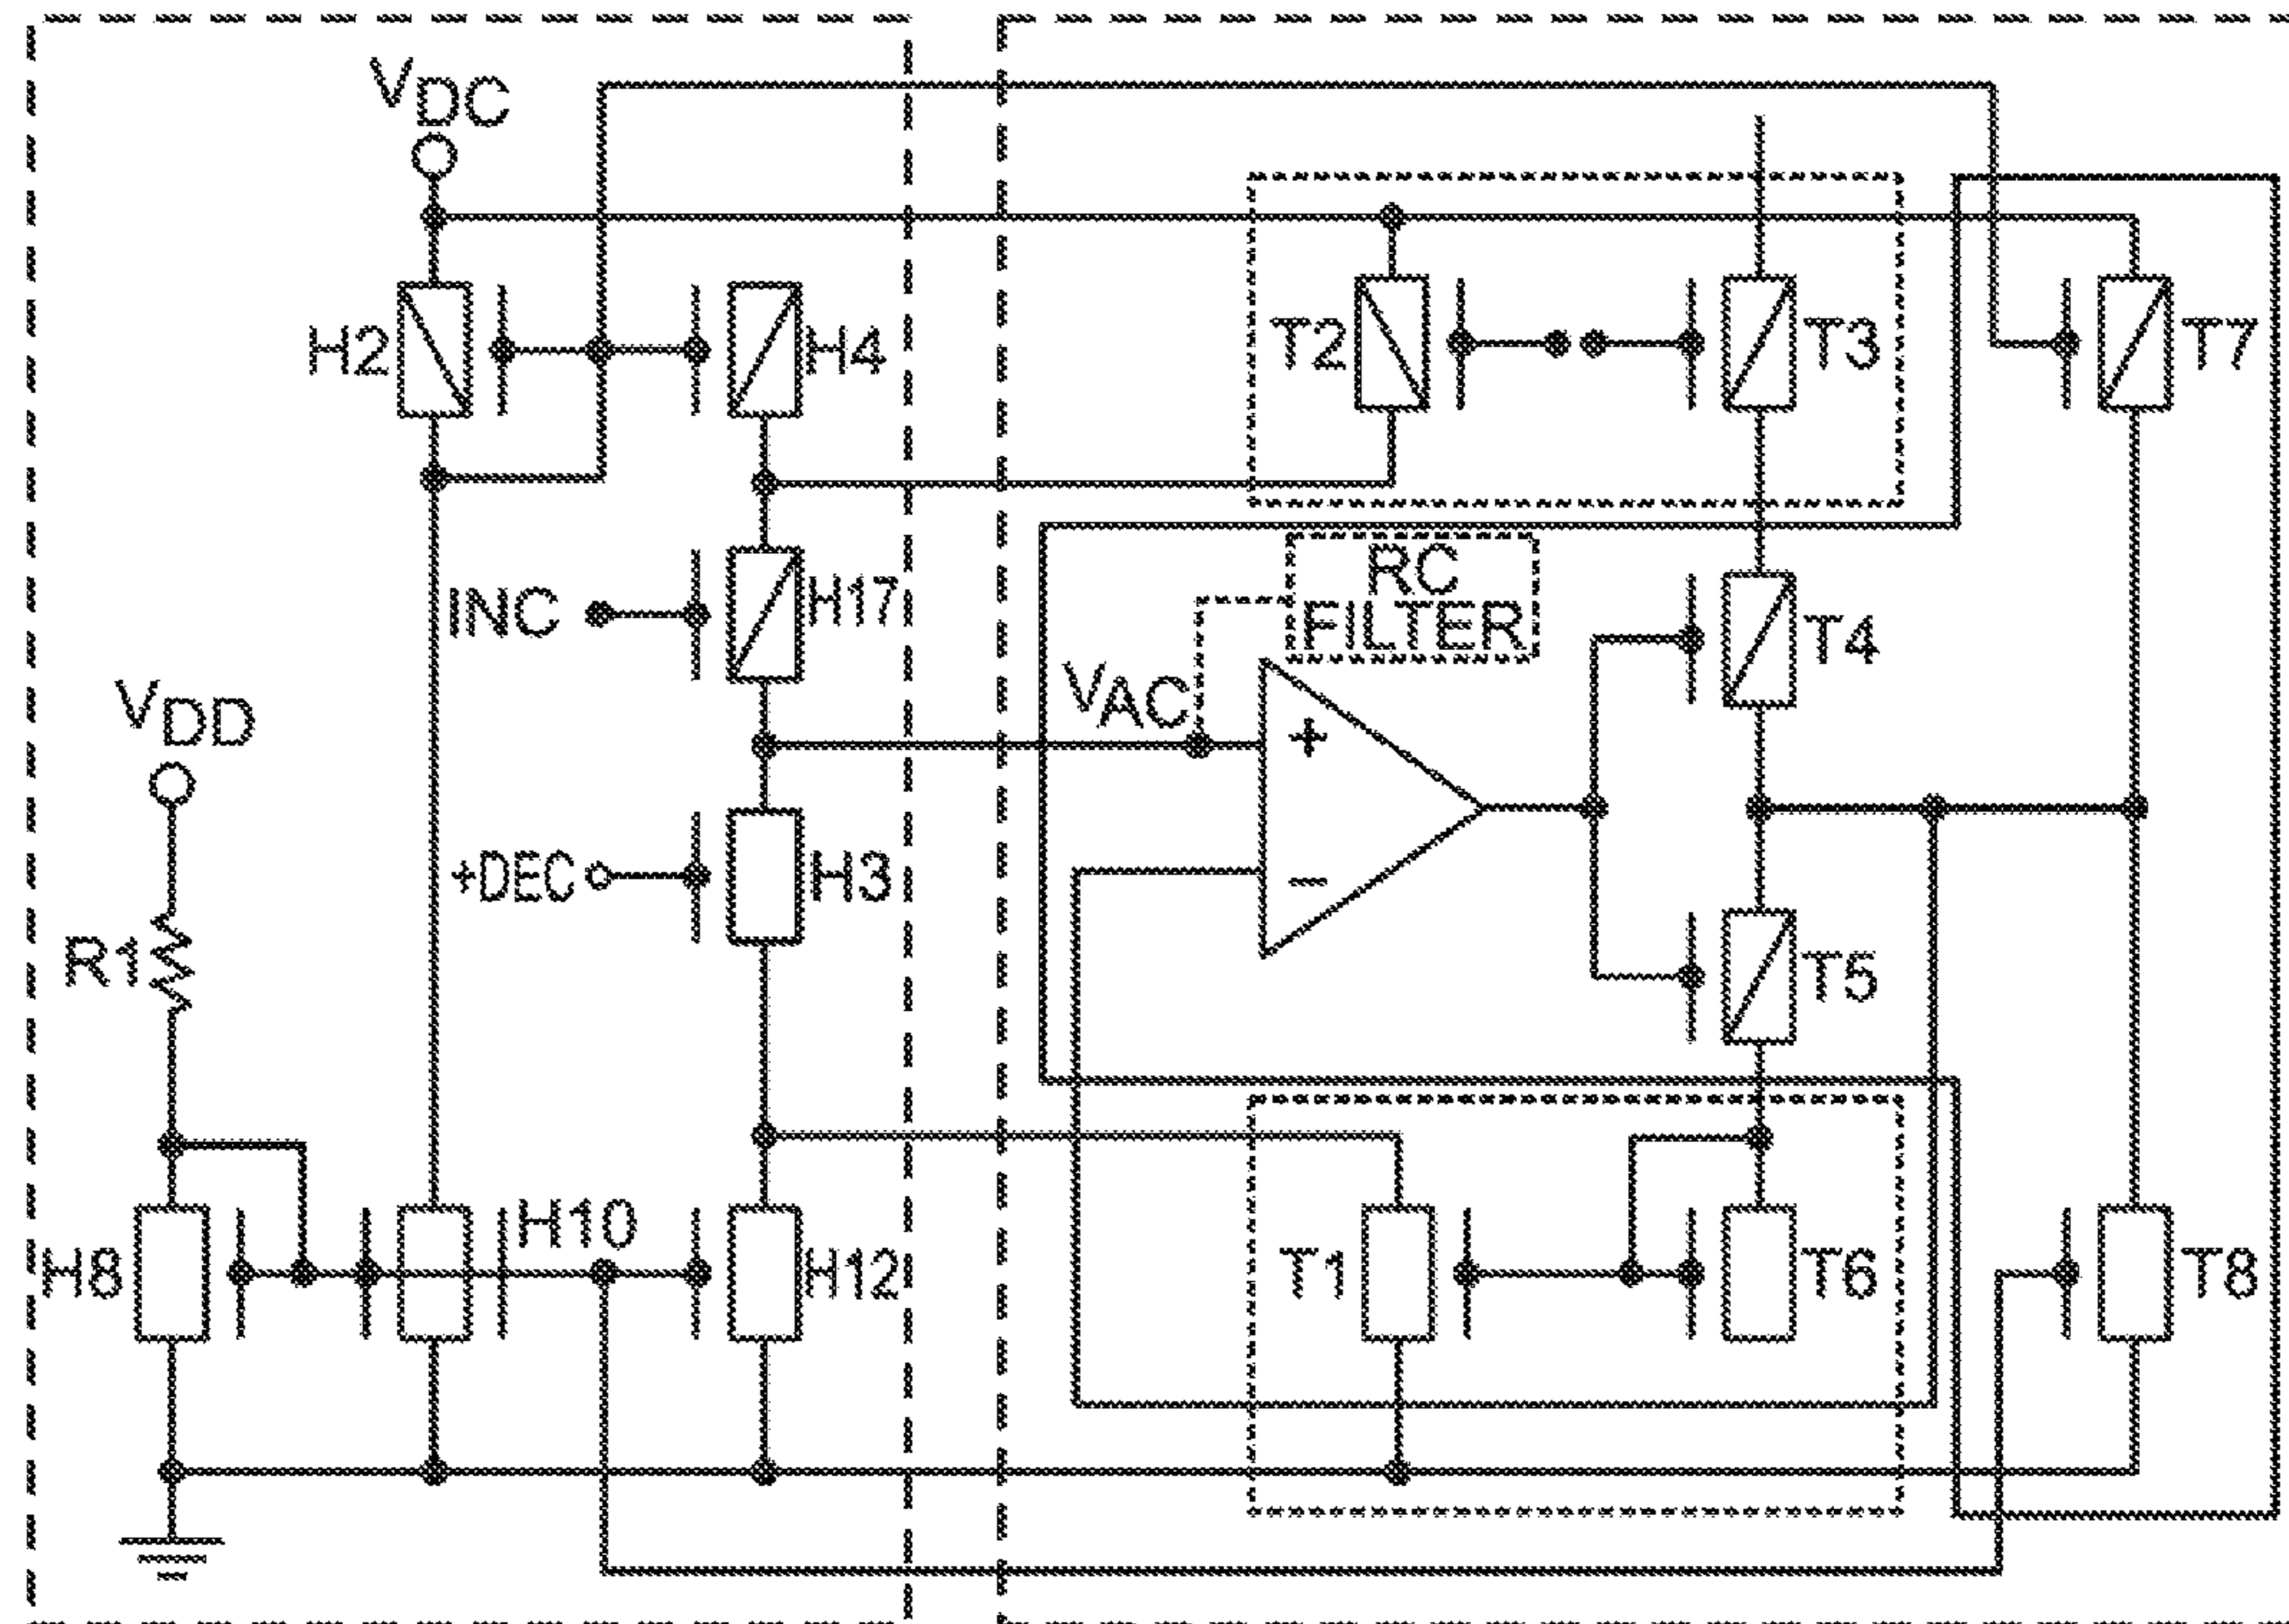 VDC
H2
H4
T2
T3
T7
INC
H17
RC
FILTER
T4
VAC
+
VDD
+DEC
H3
−
R1
T5
H10
H8
H12
T1
T6
T8